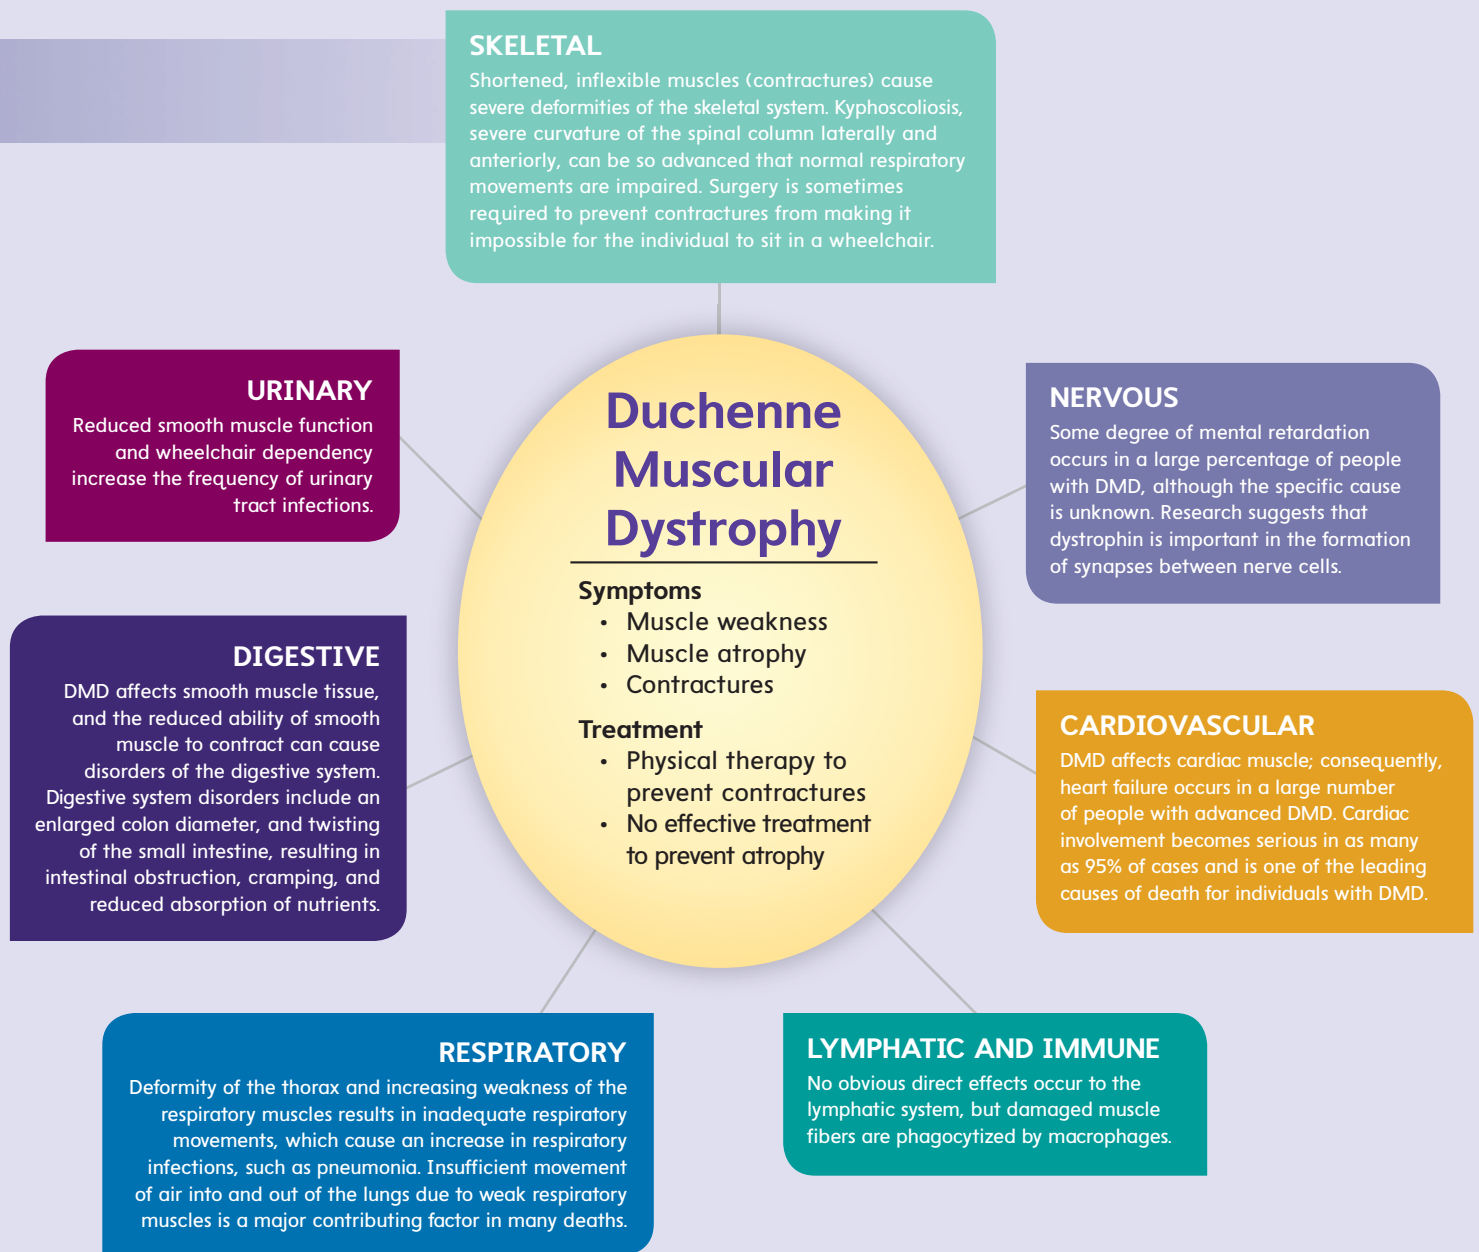 SKELETAL
Shortened, inflexible muscles (contractures) cause
severe deformities of the skeletal system. Kyphoscoliosis,
severe curvature of the spinal column laterally and
anteriorly, can be so advanced that normal respiratory
movements are impaired. Surgery is sometimes
required to prevent contractures from making it
impossible for the individual to sit in a wheelchair.
URINARY
Reduced smooth muscle function
and wheelchair dependency
increase the frequency of urinary
tract infections.
Duchenne
Muscular
Dystrophy
Symptoms
• Muscle weakness
• Muscle atrophy
• Contractures
Treatment
• Physical therapy to
prevent contractures
• No effective treatment
to prevent atrophy
NERVOUS
Some degree of mental retardation
occurs in a large percentage of people
with DMD, although the specific cause
is unknown. Research suggests that
dystrophin is important in the formation
of synapses between nerve cells.
DIGESTIVE
DMD affects smooth muscle tissue,
and the reduced ability of smooth
muscle to contract can cause
disorders of the digestive system.
Digestive system disorders include an
enlarged colon diameter, and twisting
of the small intestine, resulting in
intestinal obstruction, cramping, and
reduced absorption of nutrients.
CARDIOVASCULAR
DMD affects cardiac muscle; consequently,
heart failure occurs in a large number
of people with advanced DMD. Cardiac
involvement becomes serious in as many
as 95% of cases and is one of the leading
causes of death for individuals with DMD.
RESPIRATORY
Deformity of the thorax and increasing weakness of the
respiratory muscles results in inadequate respiratory
movements, which cause an increase in respiratory
infections, such as pneumonia. Insufficient movement
of air into and out of the lungs due to weak respiratory
muscles is a major contributing factor in many deaths.
LYMPHATIC AND IMMUNE
No obvious direct effects occur to the
lymphatic system, but damaged muscle
fibers are phagocytized by macrophages.